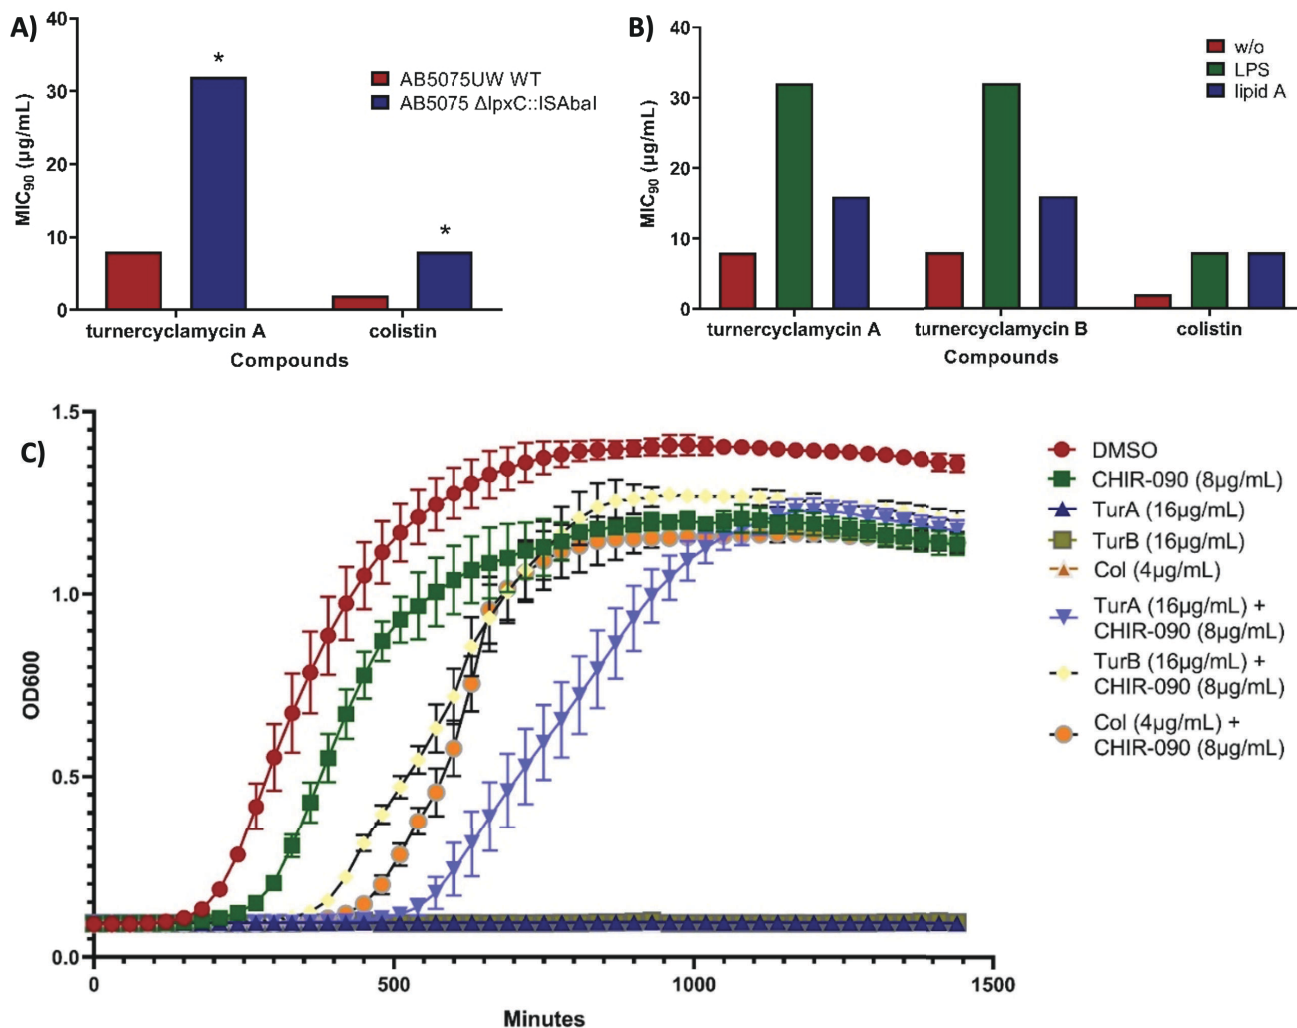 A)
40
30
20
10
0
MIC90 (µg/mL)
*
*
AB5075UW WT
AB5075 ΔlpxC::ISAbaI
turnercyclamycin A
colistin
Compounds
B)
40
30
20
10
0
MIC90 (µg/mL)
w/o
LPS
lipid A
turnercyclamycin A
turnercyclamycin B
colistin
Compounds
C)
1.5
1.0
0.5
0.0
OD600
0
500
1000
1500
Minutes
DMSO
CHIR-090 (8µg/mL)
TurA (16µg/mL)
TurB (16µg/mL)
Col (4µg/mL)
TurA (16µg/mL) +
CHIR-090 (8µg/mL)
TurB (16µg/mL) +
CHIR-090 (8µg/mL)
Col (4µg/mL) +
CHIR-090 (8µg/mL)